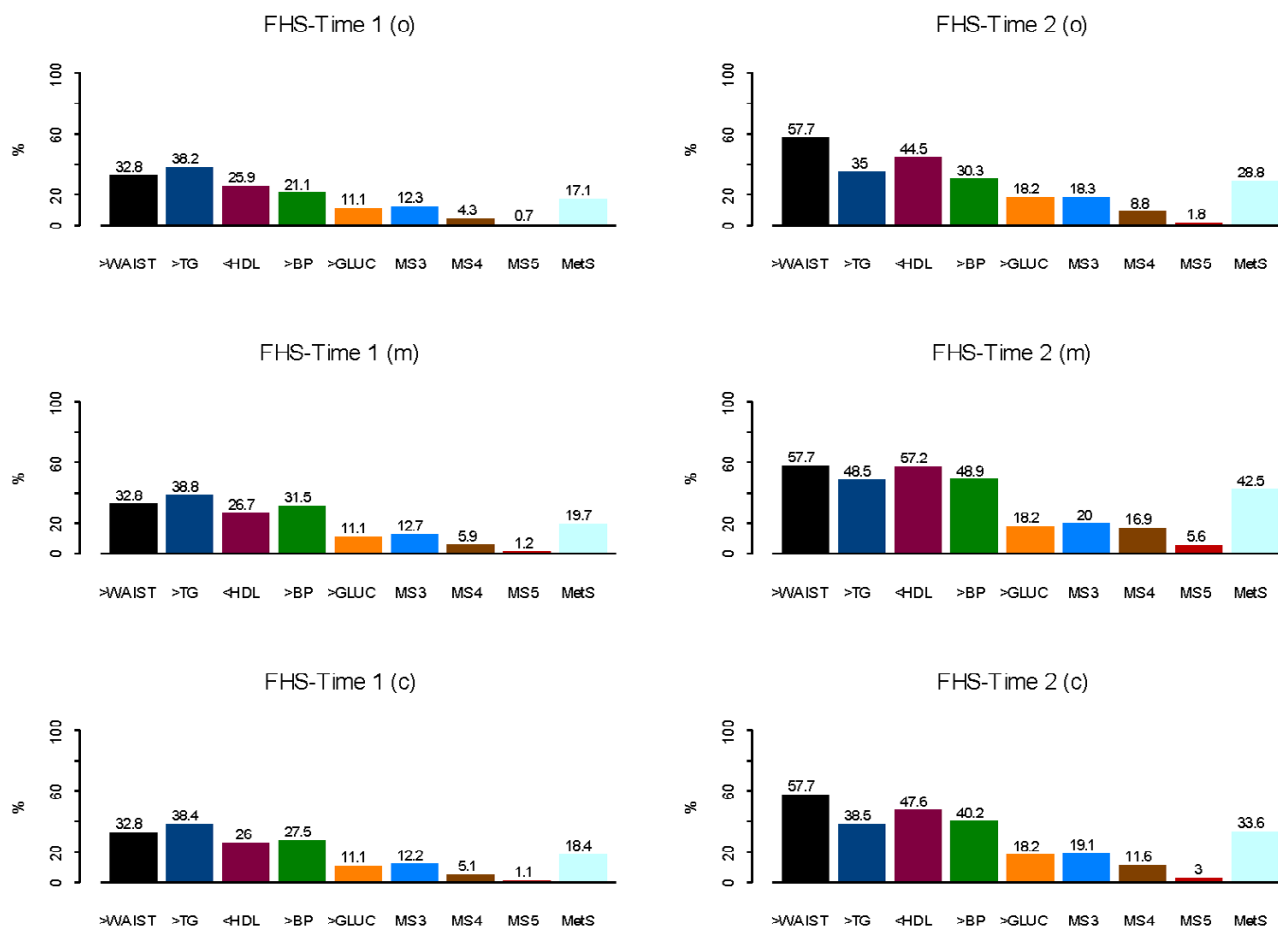 FHS-Time 1 (o)
%
0 20 60 100
32.8 38.2 25.9 21.1 11.1 12.3 4.3 0.7 17.1
>WAIST >TG <HDL >BP >GLUC MS3 MS4 MS5 MetS
FHS-Time 2 (o)
%
0 20 60 100
57.7 35 44.5 30.3 18.2 18.3 8.8 1.8 28.8
>WAIST >TG <HDL >BP >GLUC MS3 MS4 MS5 MetS
FHS-Time 1 (m)
%
0 20 60 100
32.8 38.8 26.7 31.5 11.1 12.7 5.9 1.2 19.7
>WAIST >TG <HDL >BP >GLUC MS3 MS4 MS5 MetS
FHS-Time 2 (m)
%
0 20 60 100
57.7 48.5 57.2 48.9 18.2 20 16.9 5.6 42.5
>WAIST >TG <HDL >BP >GLUC MS3 MS4 MS5 MetS
FHS-Time 1 (c)
%
0 20 60 100
32.8 38.4 26 27.5 11.1 12.2 5.1 1.1 18.4
>WAIST >TG <HDL >BP >GLUC MS3 MS4 MS5 MetS
FHS-Time 2 (c)
%
0 20 60 100
57.7 38.5 47.6 40.2 18.2 19.1 11.6 3 33.6
>WAIST >TG <HDL >BP >GLUC MS3 MS4 MS5 MetS